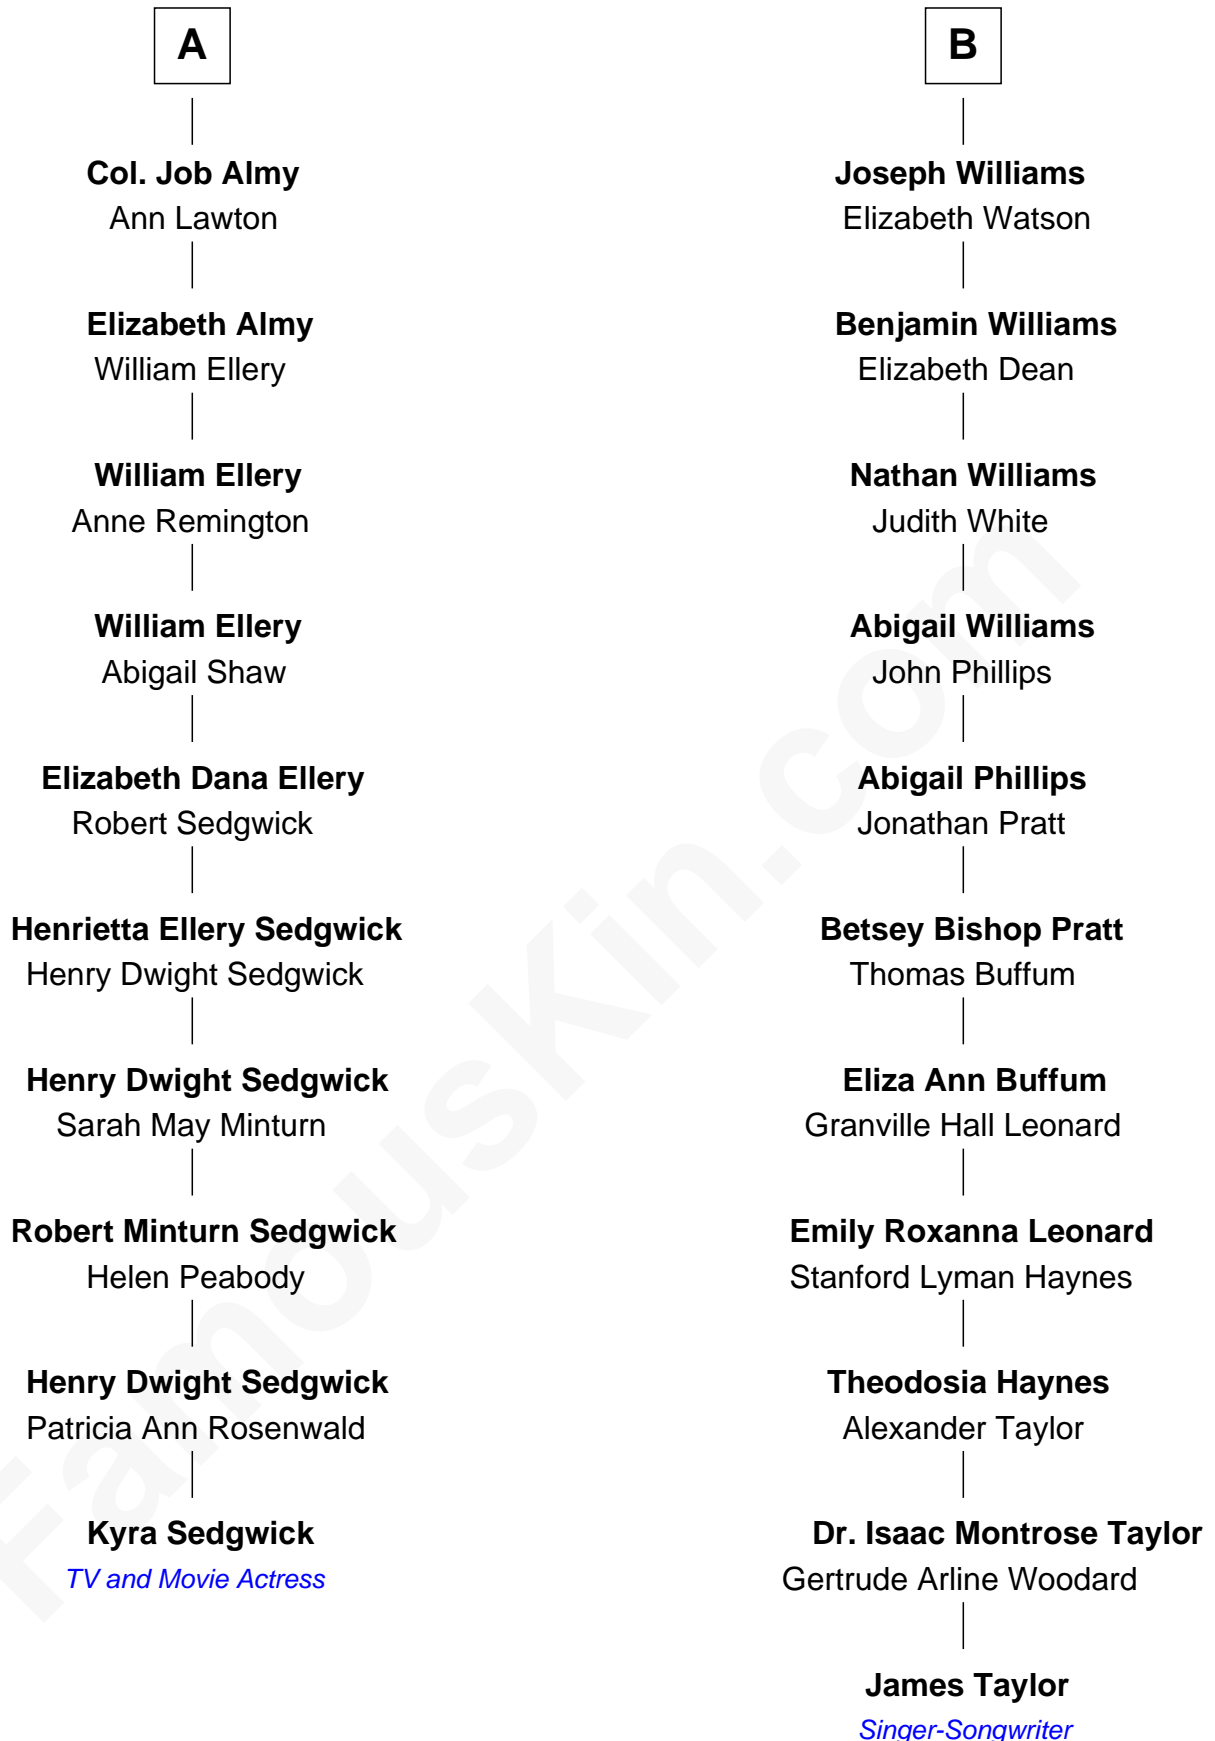 A
Col. Job Almy
Ann Lawton
Elizabeth Almy
William Ellery
William Ellery
Anne Remington
William Ellery
Abigail Shaw
Elizabeth Dana Ellery
Robert Sedgwick
Henrietta Ellery Sedgwick
Henry Dwight Sedgwick
Henry Dwight Sedgwick
Sarah May Minturn
Robert Minturn Sedgwick
Helen Peabody
Henry Dwight Sedgwick
Patricia Ann Rosenwald
Kyra Sedgwick
TV and Movie Actress
B
Joseph Williams
Elizabeth Watson
Benjamin Williams
Elizabeth Dean
Nathan Williams
Judith White
Abigail Williams
John Phillips
Abigail Phillips
Jonathan Pratt
Betsey Bishop Pratt
Thomas Buffum
Eliza Ann Buffum
Granville Hall Leonard
Emily Roxanna Leonard
Stanford Lyman Haynes
Theodosia Haynes
Alexander Taylor
Dr. Isaac Montrose Taylor
Gertrude Arline Woodard
James Taylor
Singer-Songwriter
FamousKin.com